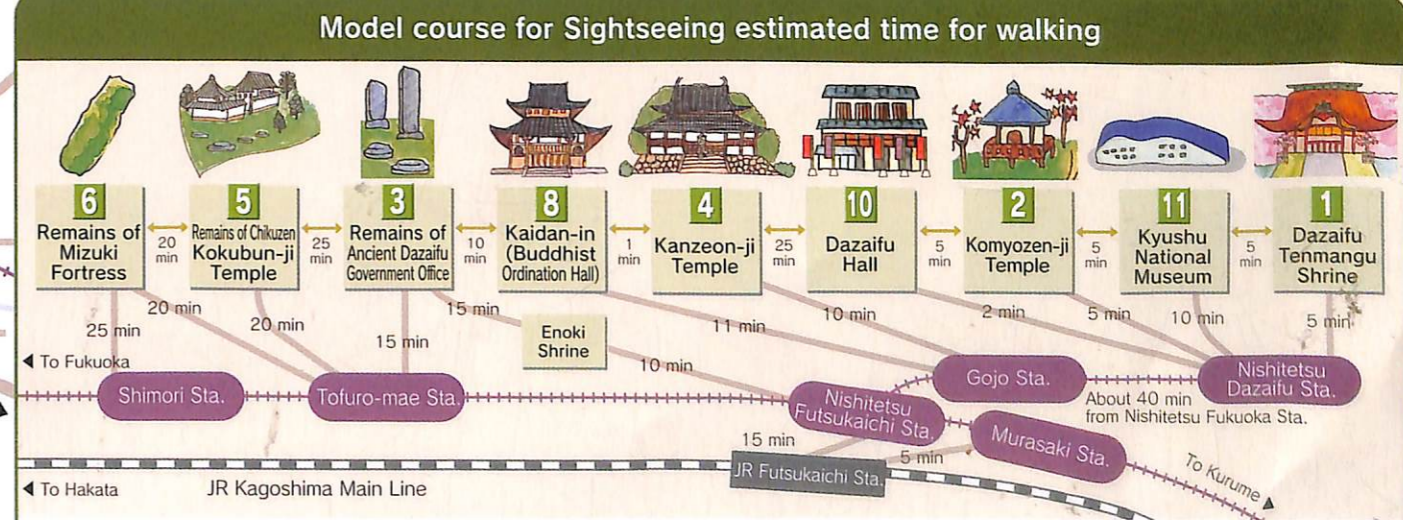 Model course for Sightseeing estimated time for walking
6
Remains of
Mizuki
Fortress
20
min
5
Remains of Chikuzen
Kokubun-ji
Temple
25
min
3
Remains of
Ancient Dazaifu
Government Office
10
min
8
Kaidan-in
(Buddhist
Ordination Hall)
1
min
4
Kanzeon-ji
Temple
25
min
10
Dazaifu
Hall
5
min
2
Komyozen-ji
Temple
5
min
11
Kyushu
National
Museum
5
min
1
Dazaifu
Tenmangu
Shrine
25 min
20 min
20 min
15 min
15 min
Enoki
Shrine
10 min
11 min
10 min
2 min
5 min
10 min
5 min
To Fukuoka
Shimori Sta.
Tofuro-mae Sta.
Nishitetsu
Futsukaichi Sta.
Gojo Sta.
About 40 min
from Nishitetsu Fukuoka Sta.
Nishitetsu
Dazaifu Sta.
Murasaki Sta.
15 min
5 min
JR Futsukaichi Sta.
To Kurume
To Hakata
JR Kagoshima Main Line